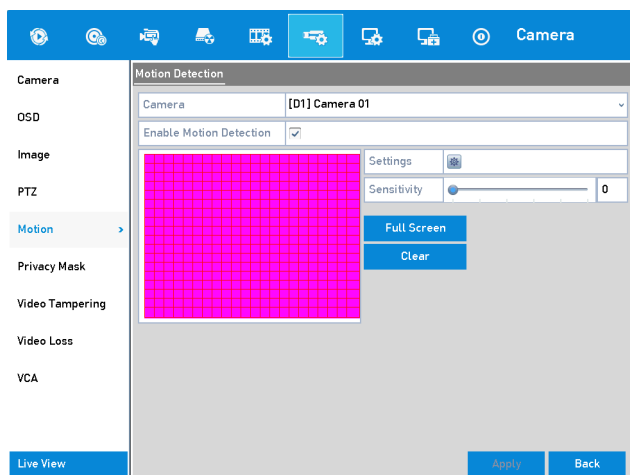 Camera
Camera
OSD
Image
PTZ
Motion >
Privacy Mask
Video Tampering
Video Loss
VCA
Live View
Motion Detection
Camera [D1] Camera 01
Enable Motion Detection
Settings
Sensitivity 0
Full Screen
Clear
Apply Back